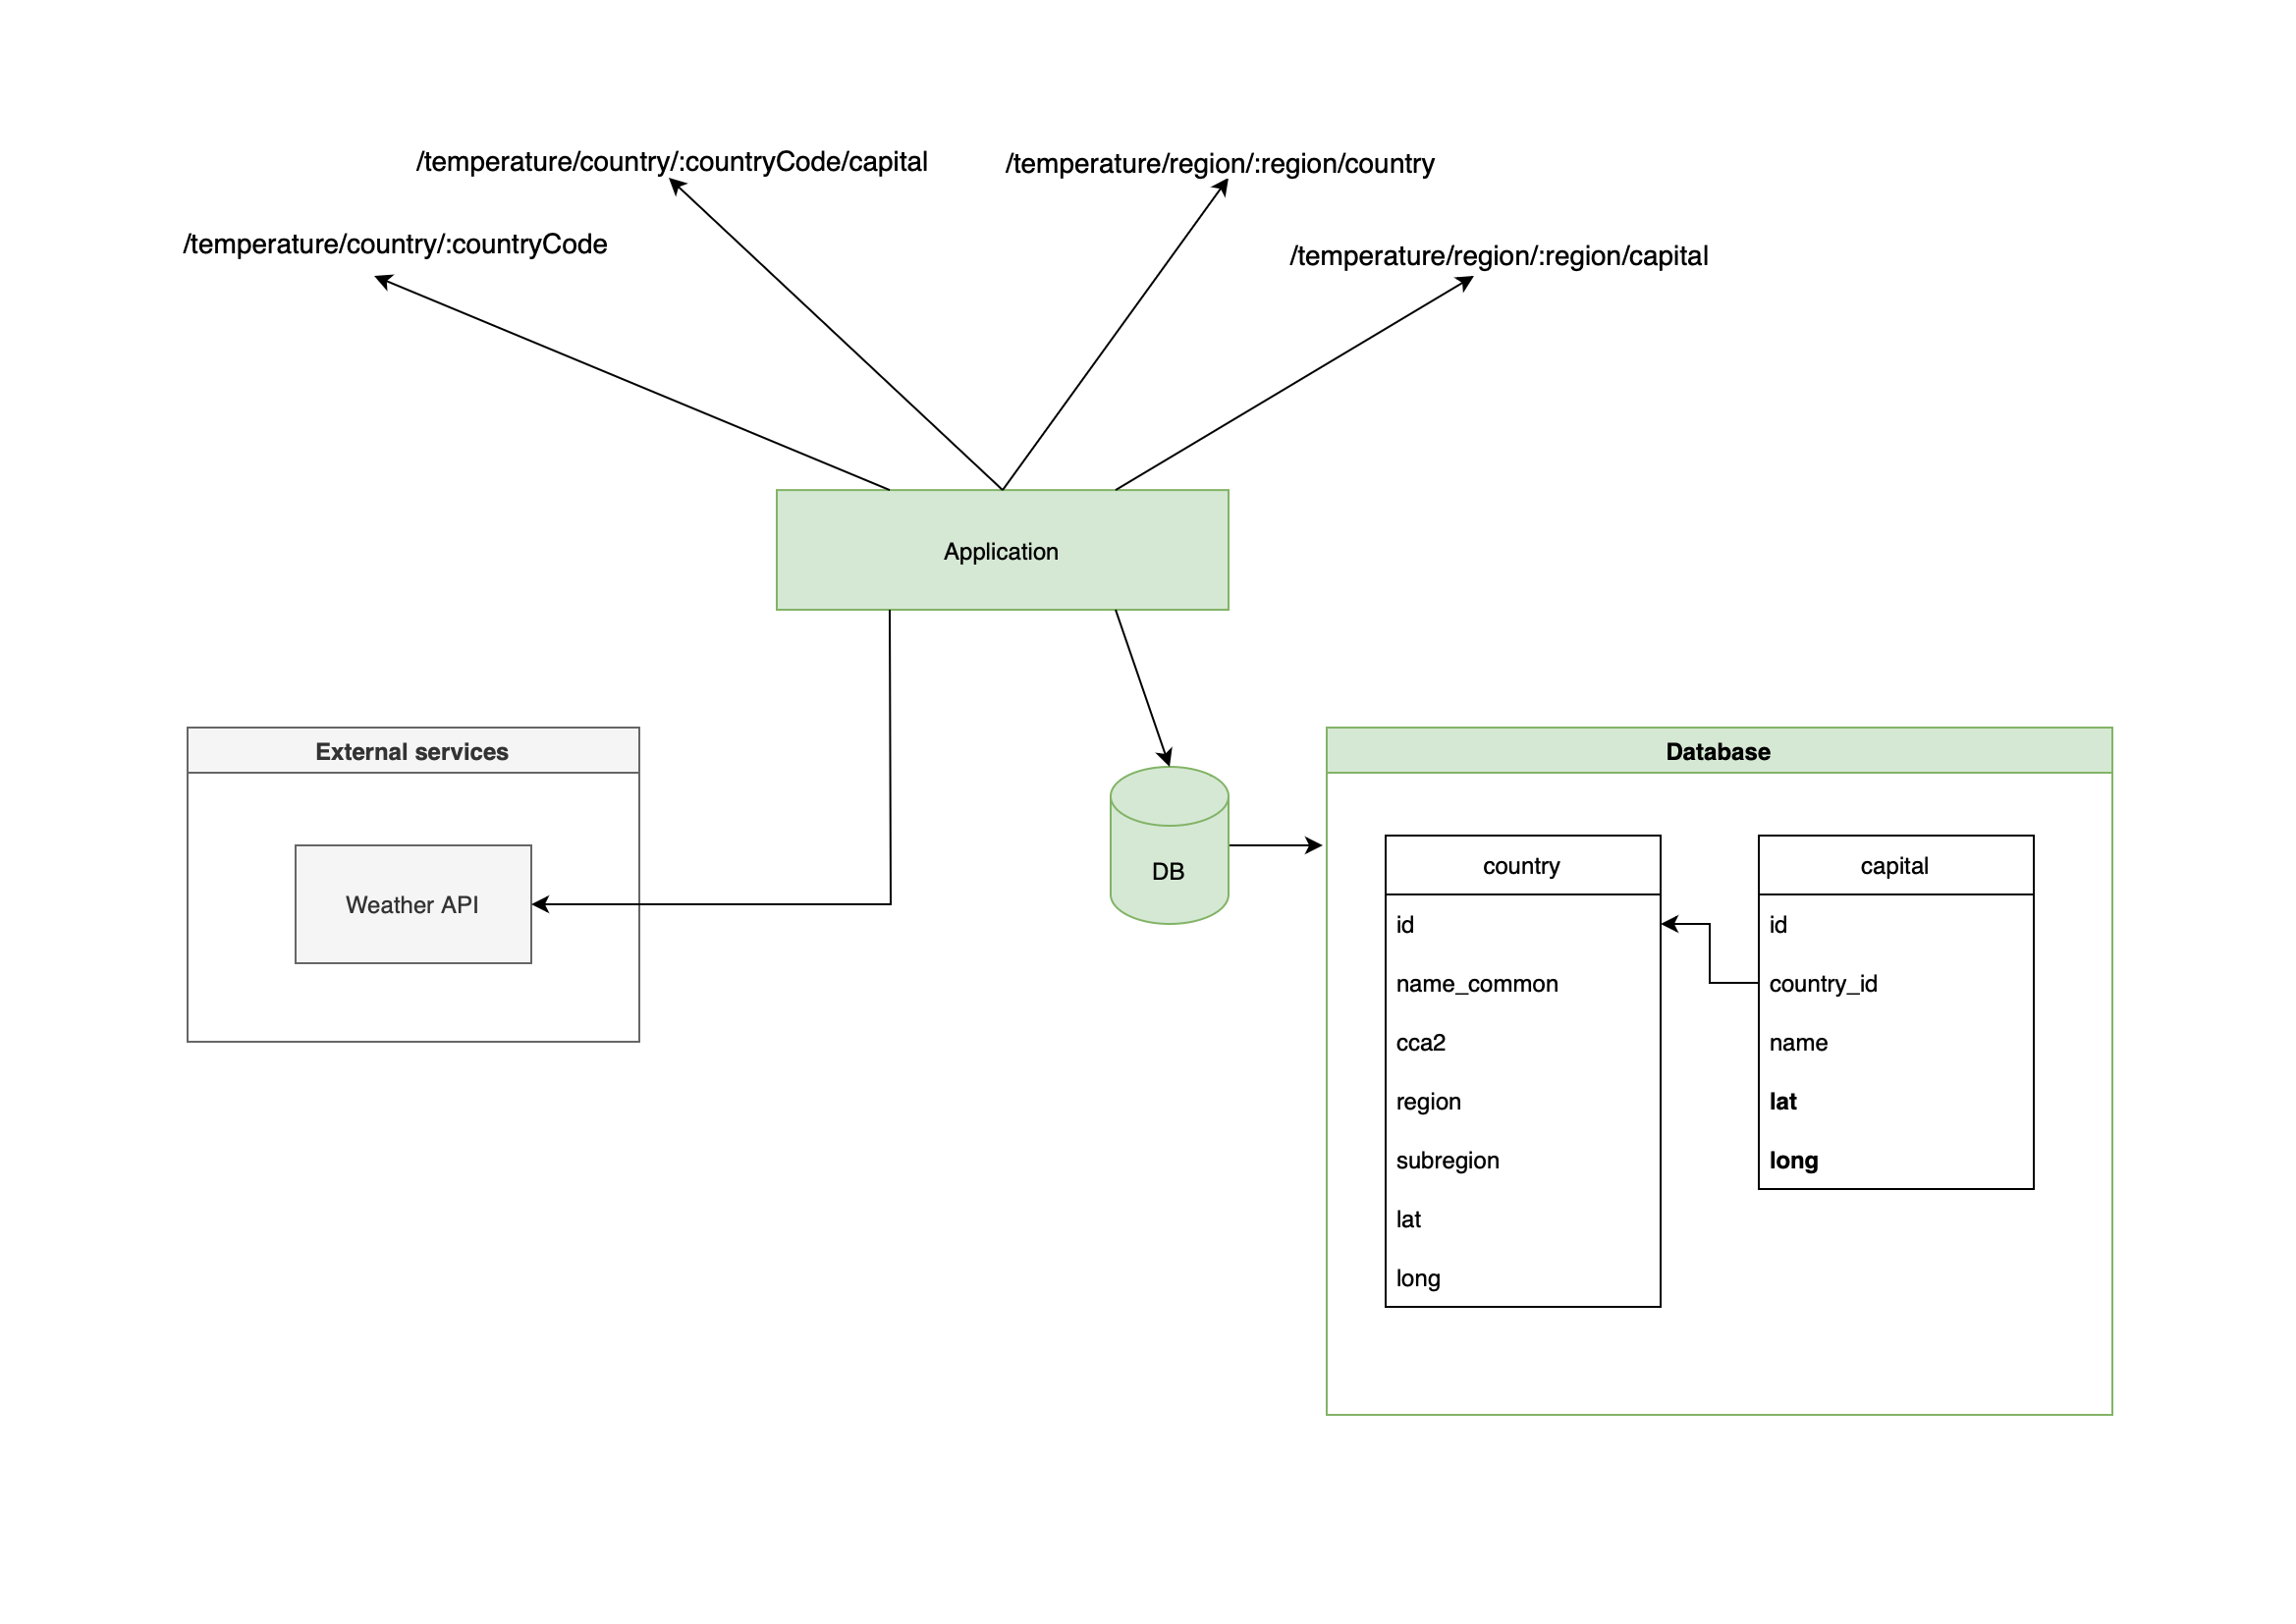 /temperature/country/:countryCode/capital
/temperature/region/:region/country
/temperature/country/:countryCode
/temperature/region/:region/capital
Application
External services
Weather API
DB
Database
country
id
name_common
cca2
region
subregion
lat
long
capital
id
country_id
name
lat
long